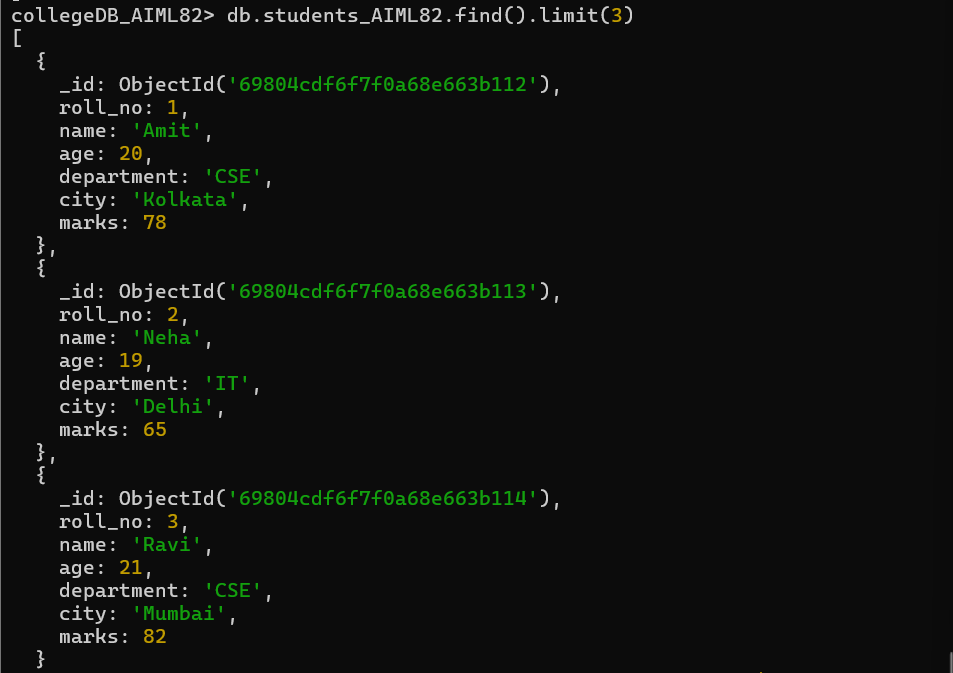 collegeDB_AIML82> db.students_AIML82.find().limit(3)
[
  {
    _id: ObjectId('69804cdf6f7f0a68e663b112'),
    roll_no: 1,
    name: 'Amit',
    age: 20,
    department: 'CSE',
    city: 'Kolkata',
    marks: 78
  },
  {
    _id: ObjectId('69804cdf6f7f0a68e663b113'),
    roll_no: 2,
    name: 'Neha',
    age: 19,
    department: 'IT',
    city: 'Delhi',
    marks: 65
  },
  {
    _id: ObjectId('69804cdf6f7f0a68e663b114'),
    roll_no: 3,
    name: 'Ravi',
    age: 21,
    department: 'CSE',
    city: 'Mumbai',
    marks: 82
  }